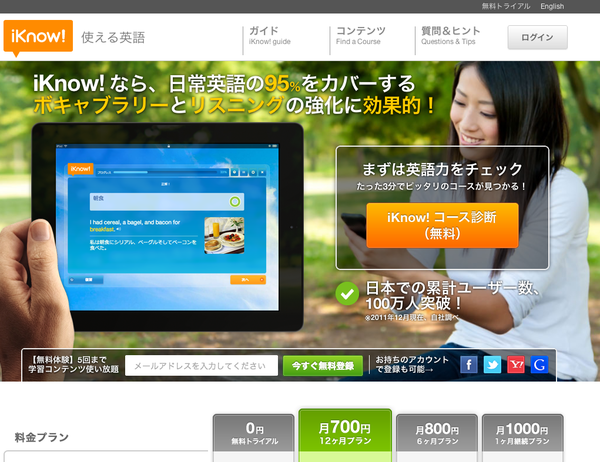 無料トライアル English
iKnow! 使える英語
ガイド
iKnow! guide
コンテンツ
Find a Course
質問＆ヒント
Questions & Tips
ログイン
iKnow! なら、日常英語の95%をカバーする
ボキャブラリーとリスニングの強化に効果的！
iKnow!
朝食
I had cereal, a bagel, and bacon for
breakfast.
私は朝食にシリアル、ベーグルそしてベーコンを
食べた。
まずは英語力をチェック
たった3分でピッタリのコースが見つかる！
iKnow! コース診断
（無料）
日本での累計ユーザー数、
100万人突破！
※2011年12月現在、自社調べ
【無料体験】5回まで
学習コンテンツ使い放題
メールアドレスを入力してください
今すぐ無料登録
お持ちのアカウント
で登録も可能→
f
Y!
G
料金プラン
0円
無料トライアル
月700円
12ヶ月プラン
月800円
6ヶ月プラン
月1000円
1ヶ月継続プラン